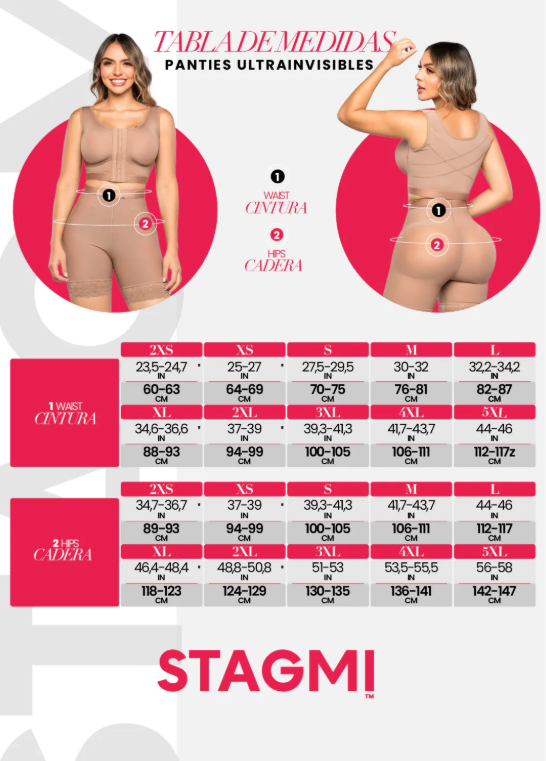 TABLA DE MEDIDAS
PANTIES ULTRAINVISIBLES
1
WAIST
CINTURA
2
HIPS
CADERA
1
2
1
2
2XS XS S M L
23,5-24,7 25-27 27,5-29,5 30-32 32,2-34,2
IN IN IN IN IN
60-63 64-69 70-75 76-81 82-87
CM CM CM CM CM
1 WAST
CINTURA
XL 2XL 3XL 4XL 5XL
34,6-36,6 37-39 39,3-41,3 41,7-43,7 44-46
IN IN IN IN IN
88-93 94-99 100-105 106-111 112-117z
CM CM CM CM CM
2XS XS S M L
34,7-36,7 37-39 39,3-41,3 41,7-43,7 44-46
IN IN IN IN IN
89-93 94-99 100-105 106-111 112-117
CM CM CM CM CM
2 HIPS
CADERA
XL 2XL 3XL 4XL 5XL
46,4-48,4 48,8-50,8 51-53 53,5-55,5 56-58
IN IN IN IN IN
118-123 124-129 130-135 136-141 142-147
CM CM CM CM CM
STAGMI
™